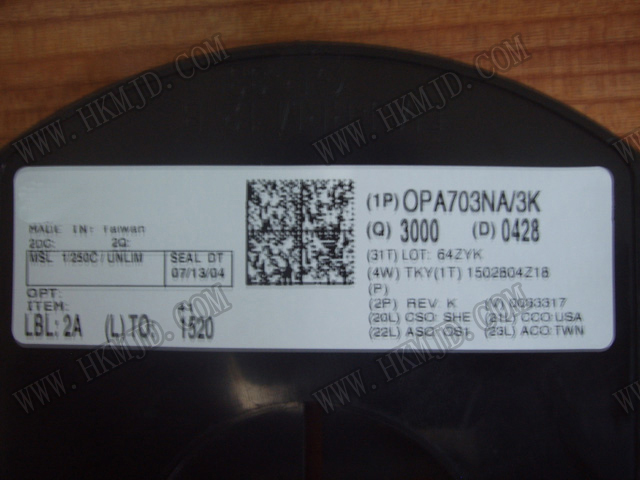 WWW.HKMJD.COM
WWW.HKMJD.COM
MADE IN: Taiwan
2DC: 2Q:
MSL 1/250C/UNLIM
SEAL DT
07/13/04
OPT:
ITEM: 41
LBL: 2A (L)TO: 1520
(1P) OPA703NA/3K
(Q) 3000 (D) 0428
(31T) LOT: 64ZYK
(4W) TKY(1T) 1502804Z18
(P)
(2P) REV: K (V) 0033317
(20L) CSO: SHE (21L) CCO:USA
(22L) ASO: OS1 (23L) ACO:TWN
WWW.HKMJD.COM
WWW.HKMJD.COM